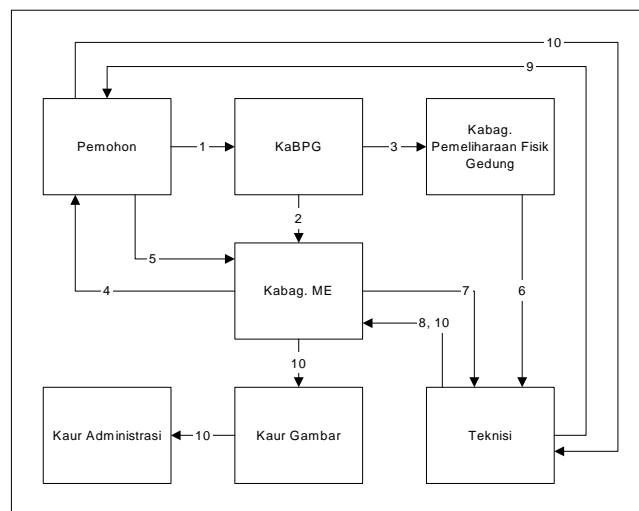 10
9
Pemohon
1
KaBPG
3
Kabag.
Pemeliharaan Fisik
Gedung
2
5
4
Kabag. ME
7
6
8, 10
10
Kaur Administrasi
10
Kaur Gambar
Teknisi